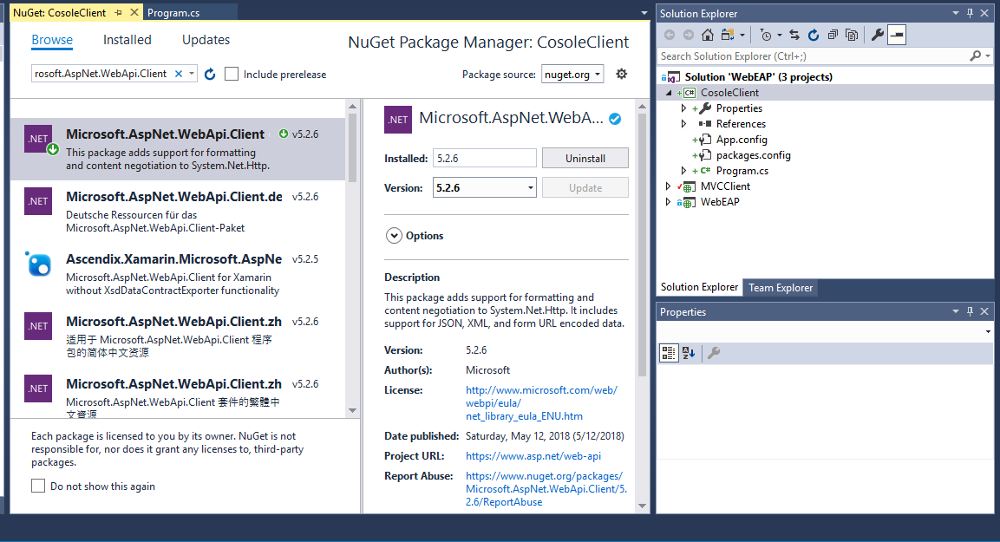 NuGet: CosoleClient
Program.cs
Browse
Installed
Updates
NuGet Package Manager: CosoleClient
rosoft.AspNet.WebApi.Client
Include prerelease
Package source:
nuget.org
.NET
Microsoft.AspNet.WebApi.Client
v5.2.6
This package adds support for formatting
and content negotiation to System.Net.Http.
.NET
Microsoft.AspNet.WebApi.Client.de
v5.2.6
Deutsche Ressourcen für das
Microsoft.AspNet.WebApi.Client-Paket
Ascendix.Xamarin.Microsoft.AspNe
v5.2.5
Microsoft.AspNet.WebApi.Client for Xamarin
without XsdDataContractExporter functionality
.NET
Microsoft.AspNet.WebApi.Client.zh
v5.2.6
适用于 Microsoft.AspNet.WebApi.Client 程序
包的简体中文资源
.NET
Microsoft.AspNet.WebApi.Client.zh
v5.2.6
Microsoft.AspNet.WebApi.Client 套件的繁體中
文資源
Each package is licensed to you by its owner. NuGet is not
responsible for, nor does it grant any licenses to, third-party
packages.
Do not show this again
.NET
Microsoft.AspNet.WebA...
Installed:
5.2.6
Uninstall
Version:
5.2.6
Update
Options
Description
This package adds support for formatting and
content negotiation to System.Net.Http. It includes
support for JSON, XML, and form URL encoded data.
Version:
5.2.6
Author(s):
Microsoft
License:
http://www.microsoft.com/web/
webpi/eula/
net_library_eula_ENU.htm
Date published:
Saturday, May 12, 2018 (5/12/2018)
Project URL:
https://www.asp.net/web-api
Report Abuse:
https://www.nuget.org/packages/
Microsoft.AspNet.WebApi.Client/5.
2.6/ReportAbuse
Solution Explorer
Search Solution Explorer (Ctrl+;)
Solution 'WebEAP' (3 projects)
C#
CosoleClient
Properties
References
App.config
packages.config
C#
Program.cs
MVCClient
WebEAP
Solution Explorer
Team Explorer
Properties